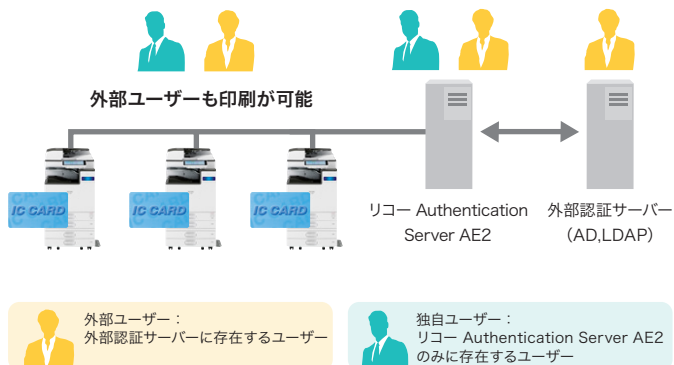 外部ユーザーも印刷が可能
IC CARD
IC CARD
IC CARD
リコー Authentication
Server AE2
外部認証サーバー
（AD,LDAP）
外部ユーザー：
外部認証サーバーに存在するユーザー
独自ユーザー：
リコー Authentication Server AE2
のみに存在するユーザー